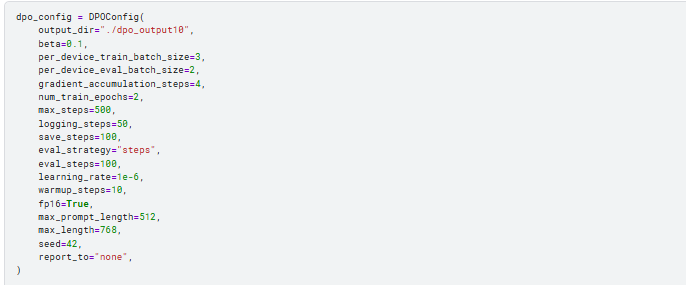 dpo_config = DPOConfig(
    output_dir="./dpo_output10",
    beta=0.1,
    per_device_train_batch_size=3,
    per_device_eval_batch_size=2,
    gradient_accumulation_steps=4,
    num_train_epochs=2,
    max_steps=500,
    logging_steps=50,
    save_steps=100,
    eval_strategy="steps",
    eval_steps=100,
    learning_rate=1e-6,
    warmup_steps=10,
    fp16=True,
    max_prompt_length=512,
    max_length=768,
    seed=42,
    report_to="none",
)